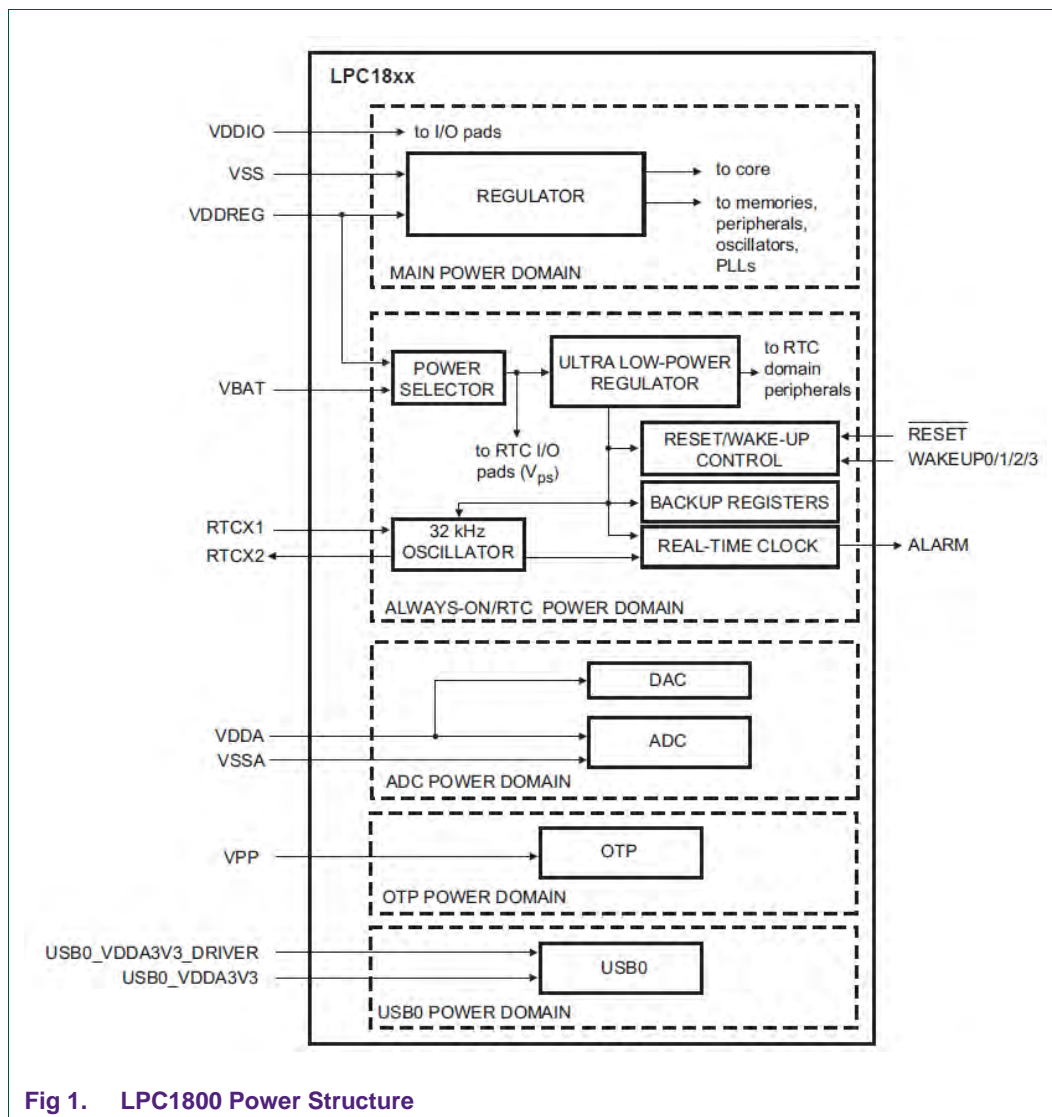 LPC18xx
VDDIO
to I/O pads
VSS
REGULATOR
to core
VDDREG
to memories,
peripherals,
oscillators,
PLLs
MAIN POWER DOMAIN
POWER
SELECTOR
ULTRA LOW-POWER
REGULATOR
to RTC
domain
peripherals
VBAT
to RTC I/O
pads (Vps)
RESET/WAKE-UP
CONTROL
RESET
WAKEUP0/1/2/3
BACKUP REGISTERS
RTCX1
RTCX2
32 kHz
OSCILLATOR
REAL-TIME CLOCK
ALARM
ALWAYS-ON/RTC POWER DOMAIN
DAC
VDDA
ADC
VSSA
ADC POWER DOMAIN
VPP
OTP
OTP POWER DOMAIN
USB0_VDDA3V3_DRIVER
USB0_VDDA3V3
USB0
USB0 POWER DOMAIN
Fig 1. LPC1800 Power Structure